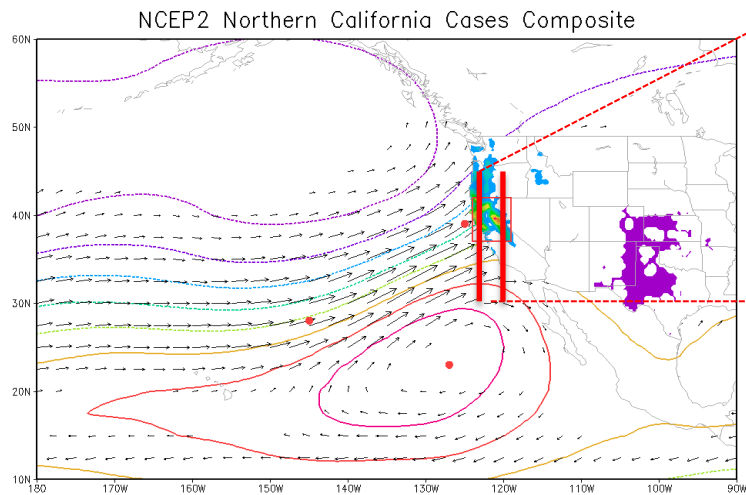 NCEP2 Northern California Cases Composite
60N
50N
40N
30N
20N
10N
180 170W 160W 150W 140W 130W 120W 110W 100W 90W